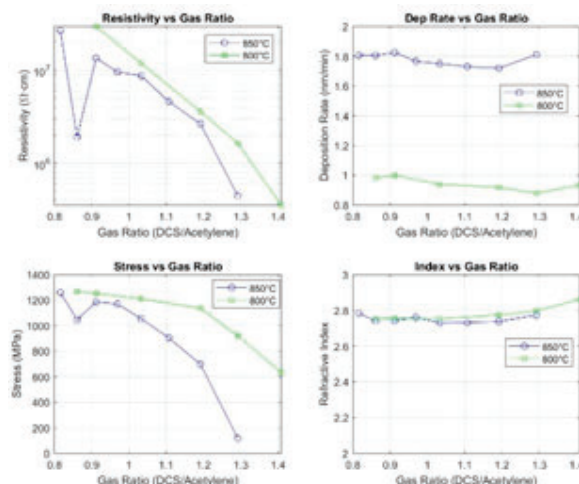 Resistivity vs Gas Ratio
850°C
800°C
10⁷
10⁶
Resistivity (Ω·cm)
0.8 0.9 1 1.1 1.2 1.3 1.4
Gas Ratio (DCS/Acetylene)
Dep Rate vs Gas Ratio
2
1.8
1.6
1.4
1.2
1
0.8
Deposition Rate (nm/min)
850°C
800°C
0.8 0.9 1 1.1 1.2 1.3 1.4
Gas Ratio (DCS/Acetylene)
Stress vs Gas Ratio
1400
1200
1000
800
600
400
200
0
Stress (MPa)
850°C
800°C
0.8 0.9 1 1.1 1.2 1.3 1.4
Gas Ratio (DCS/Acetylene)
Index vs Gas Ratio
3
2.8
2.6
2.4
2.2
2
Refractive Index
850°C
800°C
0.8 0.9 1 1.1 1.2 1.3 1.4
Gas Ratio (DCS/Acetylene)